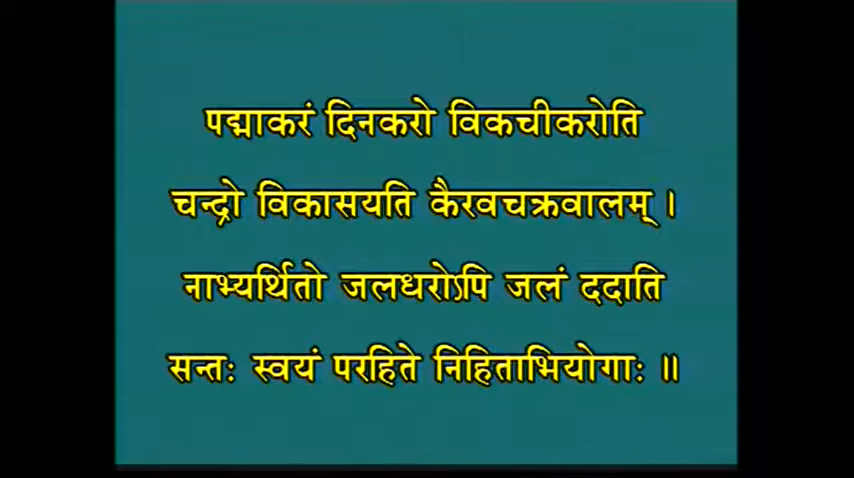 पद्माकरं दिनकरो विकचीकरोति
चन्द्रो विकासयति कैरवचक्रवालम् ।
नाभ्यर्थितो जलधरोऽपि जलं ददाति
सन्तः स्वयं परहिते निहिताभियोगाः ॥